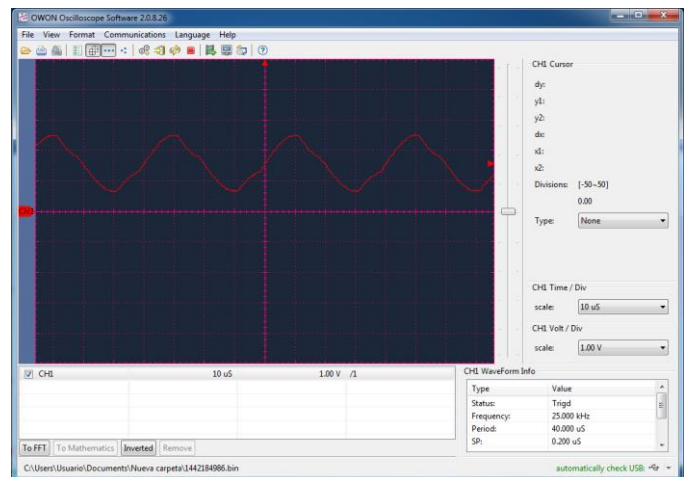 OWON Oscilloscope Software 2.0.8.26
File View Format Communications Language Help
CH1 Cursor
dy:
y1:
y2:
dx:
x1:
x2:
Divisions: [-50~50]
0.00
Type: None
CH1
CH1 Time / Div
scale: 10 uS
CH1 Volt / Div
scale: 1.00 V
CH1 10 uS 1.00 V /1
CH1 WaveForm Info
Type Value
Status: Trigd
Frequency: 25.000 kHz
Period: 40.000 uS
SP: 0.200 uS
To FFT To Mathematics Inverted Remove
C:\Users\Usuario\Documents\Nueva carpeta\1442184986.bin
automatically check USB: